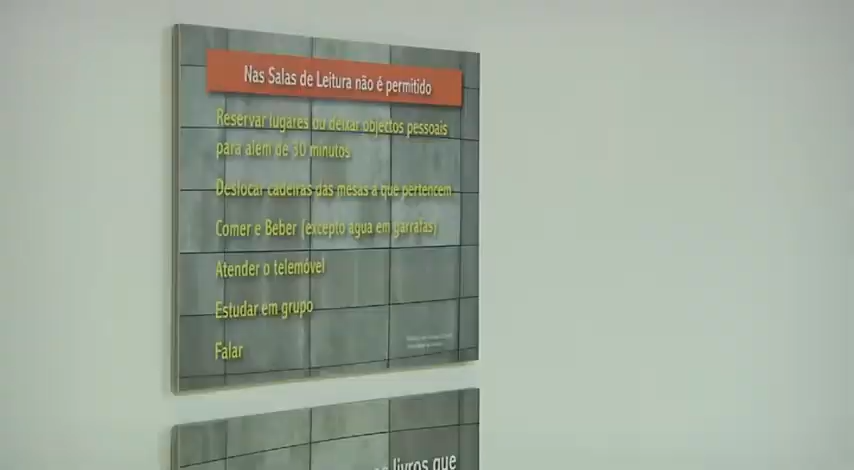 Nas Salas de Leitura não é permitido
Reservar lugares ou deixar objectos pessoais
para além de 30 minutos
Deslocar cadeiras das mesas a que pertencem
Comer e Beber (excepto água em garrafas)
Atender o telemóvel
Estudar em grupo
Falar
livros que